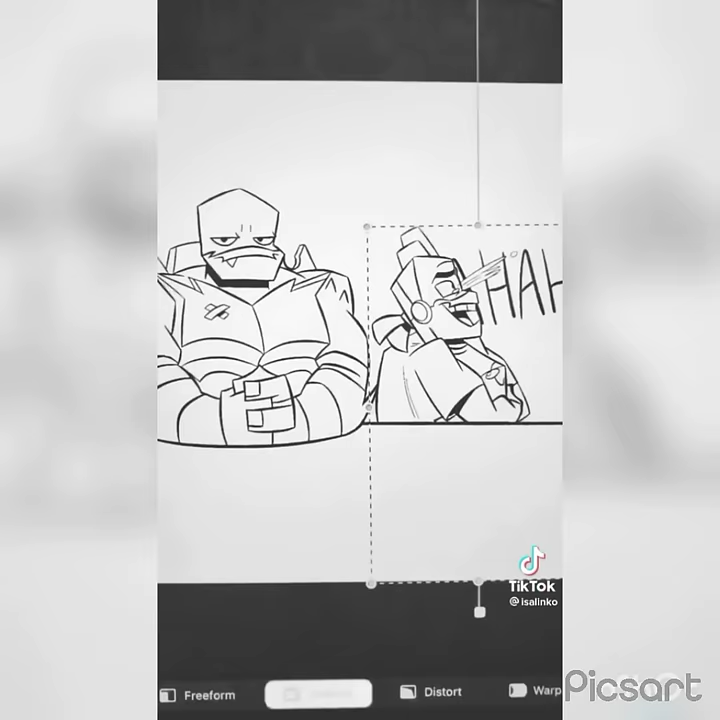 HAH
TikTok
@isalinko
Freeform
Distort
Warp
Picsart